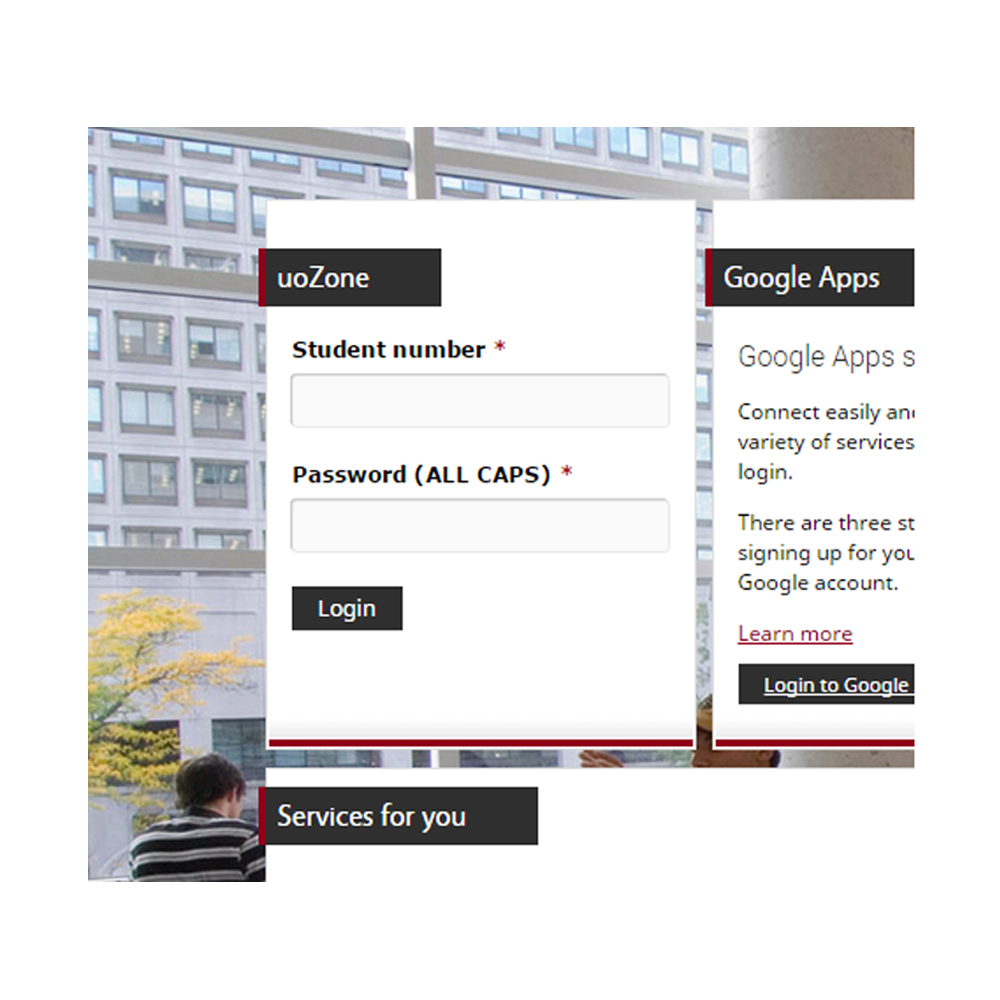 uoZone
Student number *
Password (ALL CAPS) *
Login
Google Apps
Google Apps s
Connect easily and
variety of services
login.
There are three st
signing up for you
Google account.
Learn more
Login to Google
Services for you